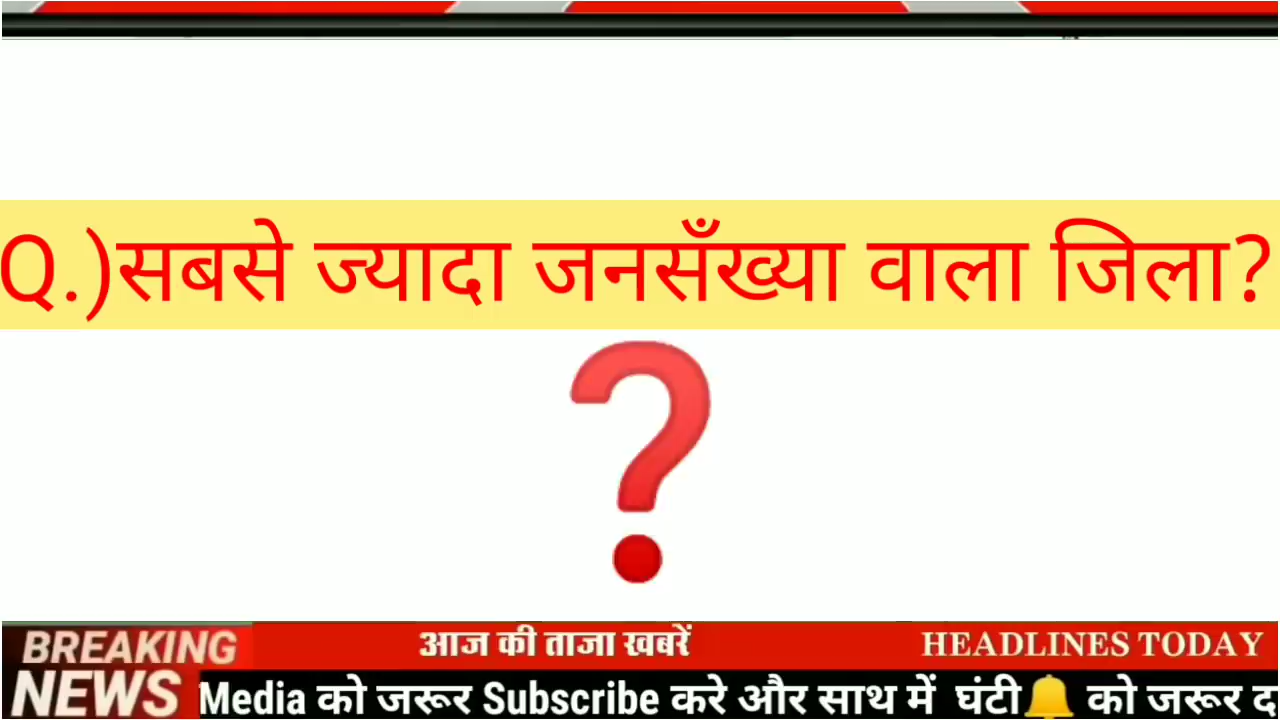 Q.)सबसे ज्यादा जनसँख्या वाला जिला?
❓
BREAKING
NEWS
आज की ताजा खबरें
HEADLINES TODAY
Media को जरूर Subscribe करे और साथ में घंटी🔔 को जरूर द